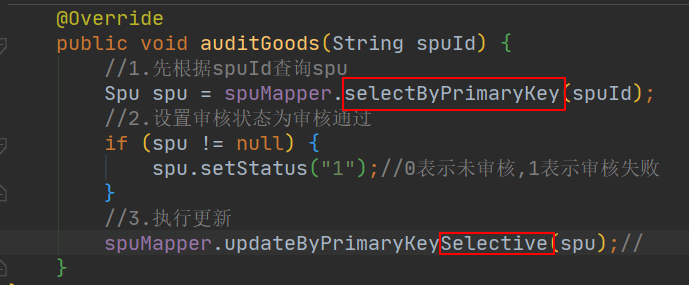 @Override
public void auditGoods(String spuId) {
//1.先根据spuId查询spu
Spu spu = spuMapper.selectByPrimaryKey(spuId);
//2.设置审核状态为审核通过
if (spu != null) {
spu.setStatus("1");//0表示未审核,1表示审核失败
}
//3.执行更新
spuMapper.updateByPrimaryKeySelective(spu);//
}